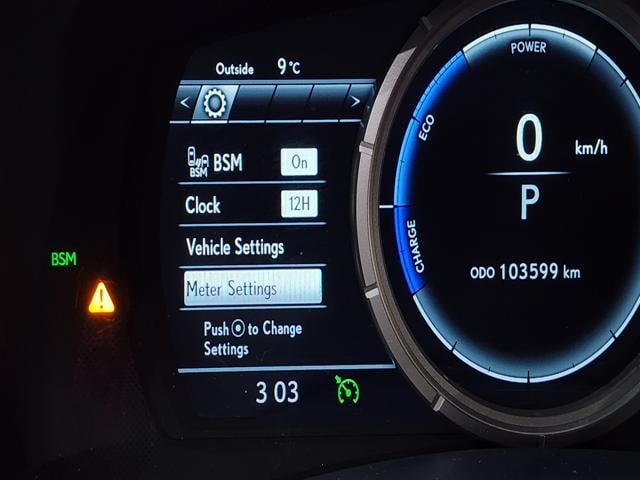 Outside 9°C
< >
BSM BSM On
Clock 12H
Vehicle Settings
Meter Settings
Push to Change
Settings
3 03
BSM
POWER
ECO
CHARGE
0 km/h
P
ODO 103599 km